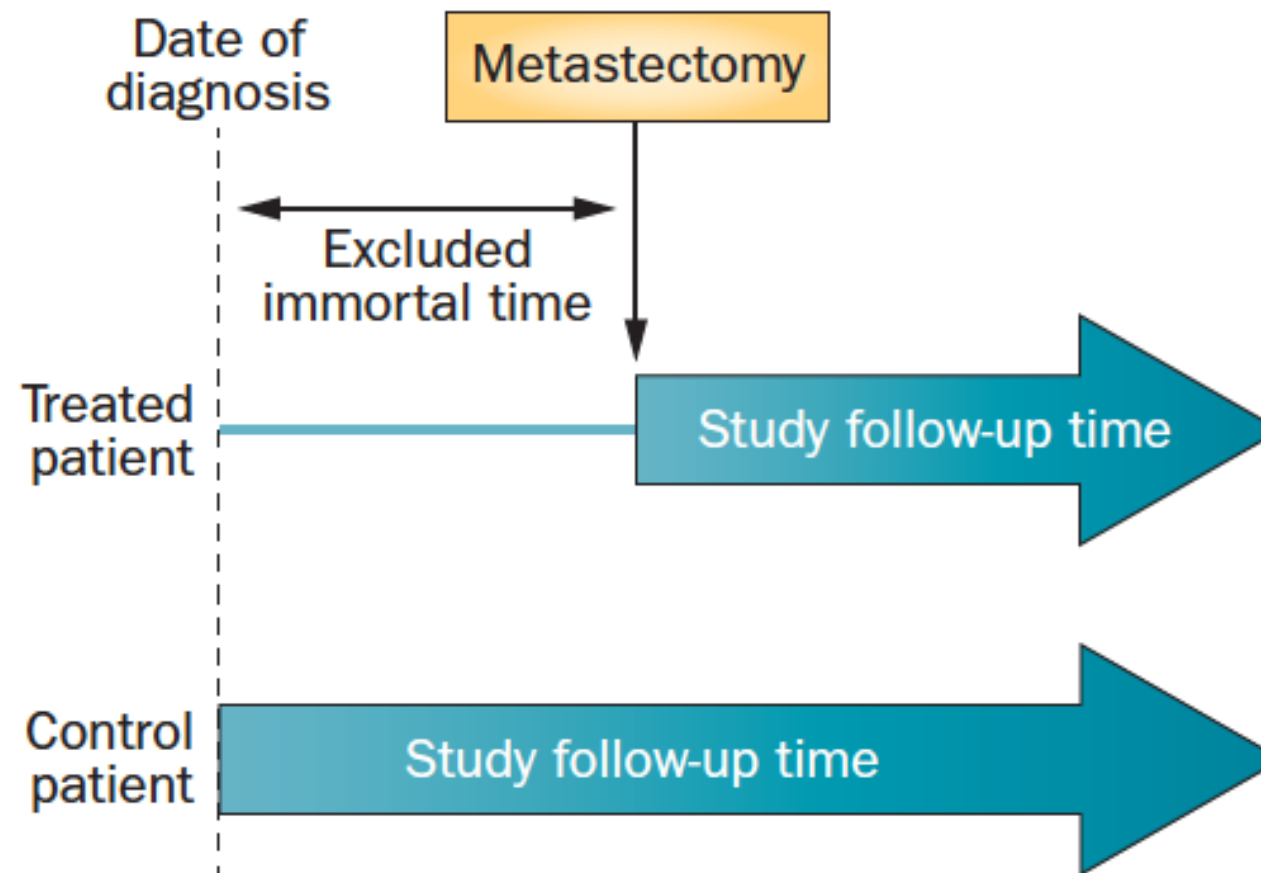 Date of
diagnosis
Metastectomy
Excluded
immortal time
Treated
patient
Study follow-up time
Control
patient
Study follow-up time